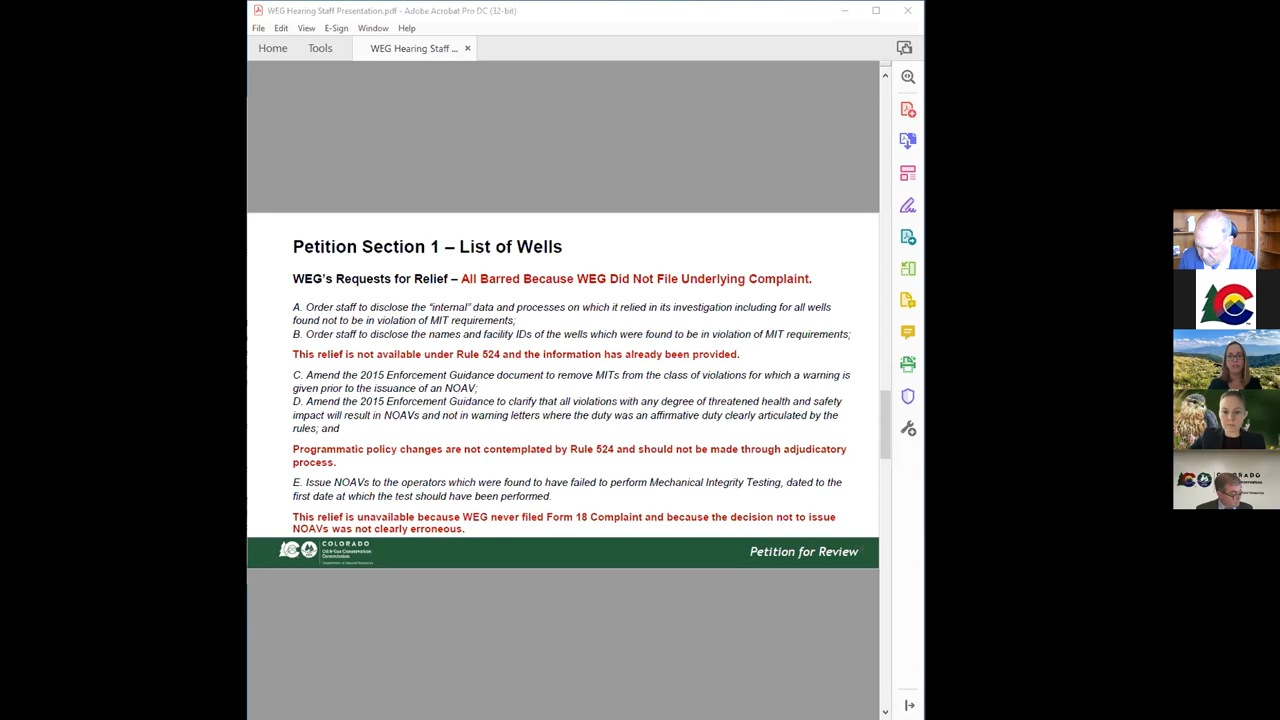 WEG Hearing Staff Presentation.pdf - Adobe Acrobat Pro DC (32-bit)
File Edit View E-Sign Window Help
Home Tools WEG Hearing Staff ...
Petition Section 1 – List of Wells
WEG's Requests for Relief – All Barred Because WEG Did Not File Underlying Complaint.
A. Order staff to disclose the "internal" data and processes on which it relied in its investigation including for all wells
found not to be in violation of MIT requirements;
B. Order staff to disclose the names and facility IDs of the wells which were found to be in violation of MIT requirements;
This relief is not available under Rule 524 and the information has already been provided.
C. Amend the 2015 Enforcement Guidance document to remove MITs from the class of violations for which a warning is
given prior to the issuance of an NOAV;
D. Amend the 2015 Enforcement Guidance to clarify that all violations with any degree of threatened health and safety
impact will result in NOAVs and not in warning letters where the duty was an affirmative duty clearly articulated by the
rules; and
Programmatic policy changes are not contemplated by Rule 524 and should not be made through adjudicatory
process.
E. Issue NOAVs to the operators which were found to have failed to perform Mechanical Integrity Testing, dated to the
first date at which the test should have been performed.
This relief is unavailable because WEG never filed Form 18 Complaint and because the decision not to issue
NOAVs was not clearly erroneous.
COLORADO
Oil & Gas Conservation
Commission
Petition for Review
COLORADO